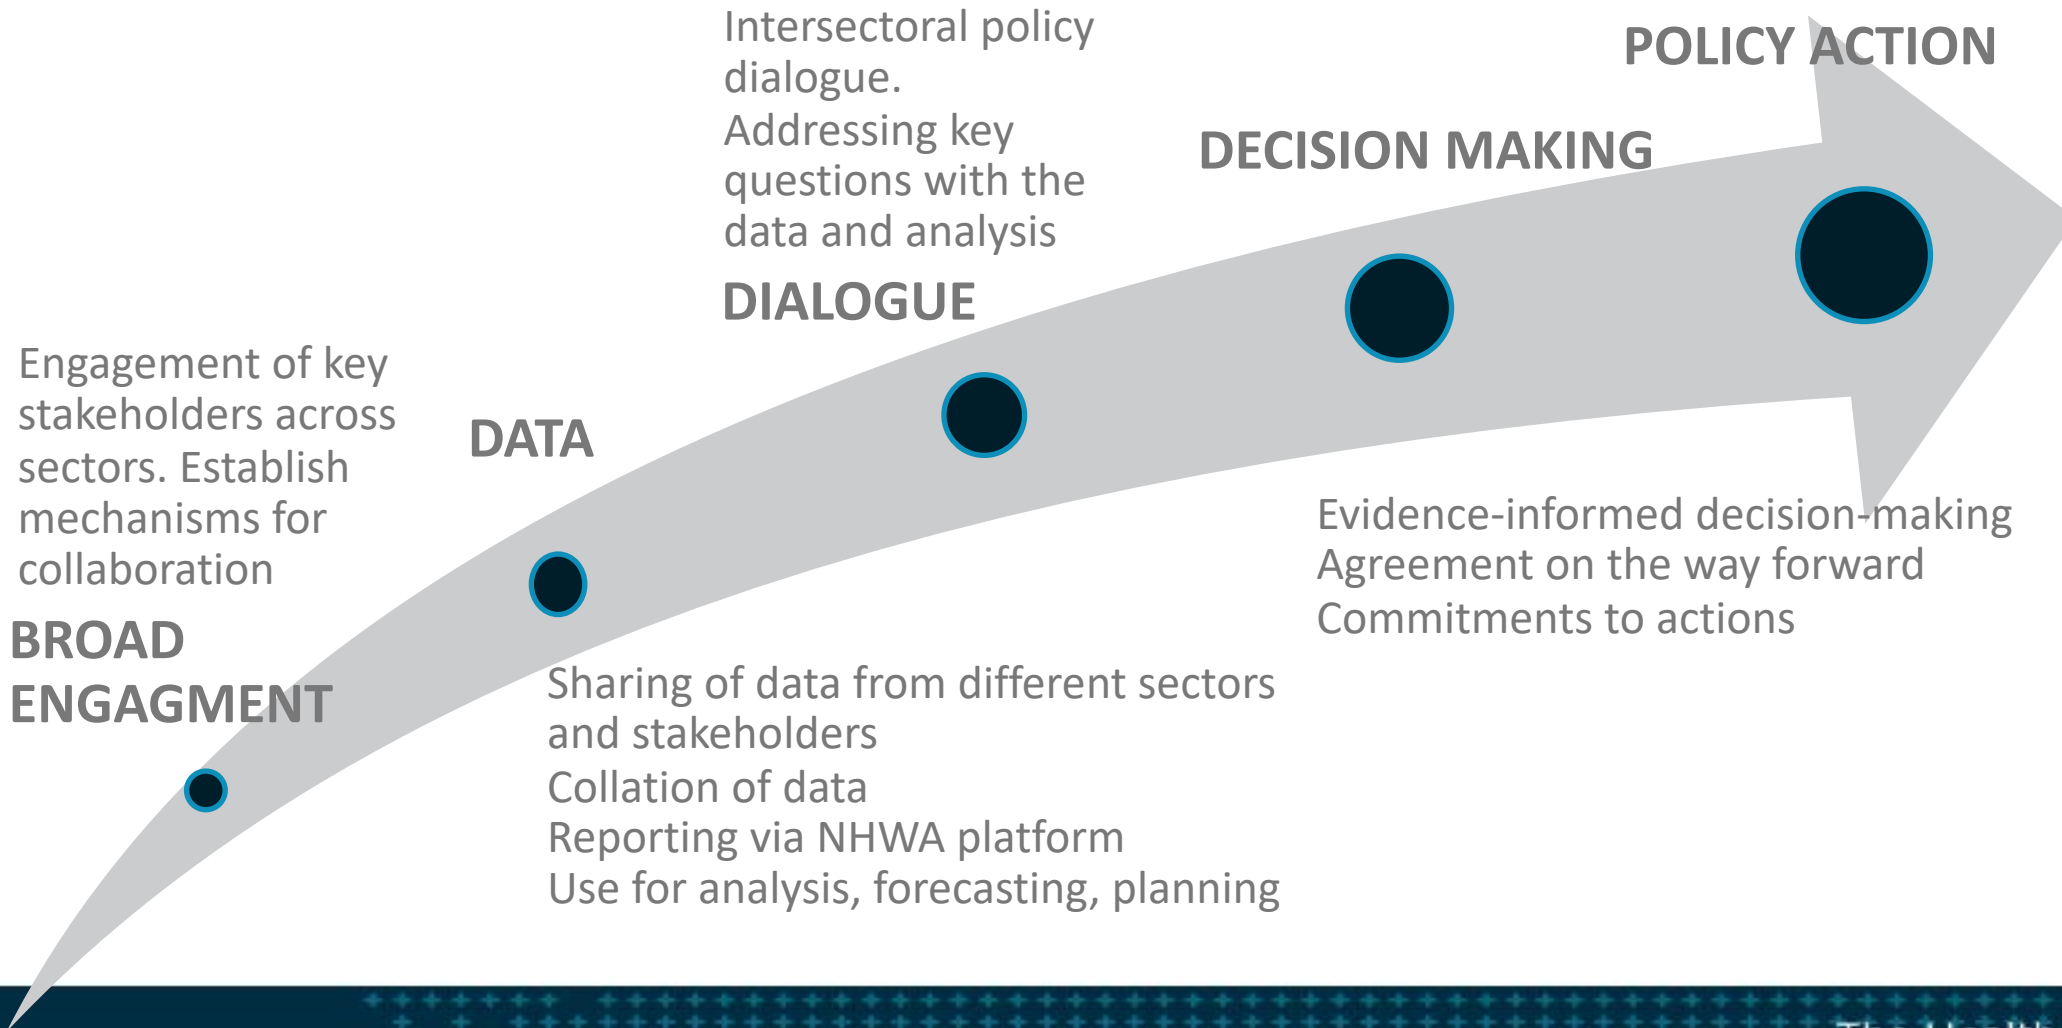 Engagement of key
stakeholders across
sectors. Establish
mechanisms for
collaboration
BROAD
ENGAGMENT
DATA
Sharing of data from different sectors
and stakeholders
Collation of data
Reporting via NHWA platform
Use for analysis, forecasting, planning
Intersectoral policy
dialogue.
Addressing key
questions with the
data and analysis
DIALOGUE
DECISION MAKING
Evidence-informed decision-making
Agreement on the way forward
Commitments to actions
POLICY ACTION